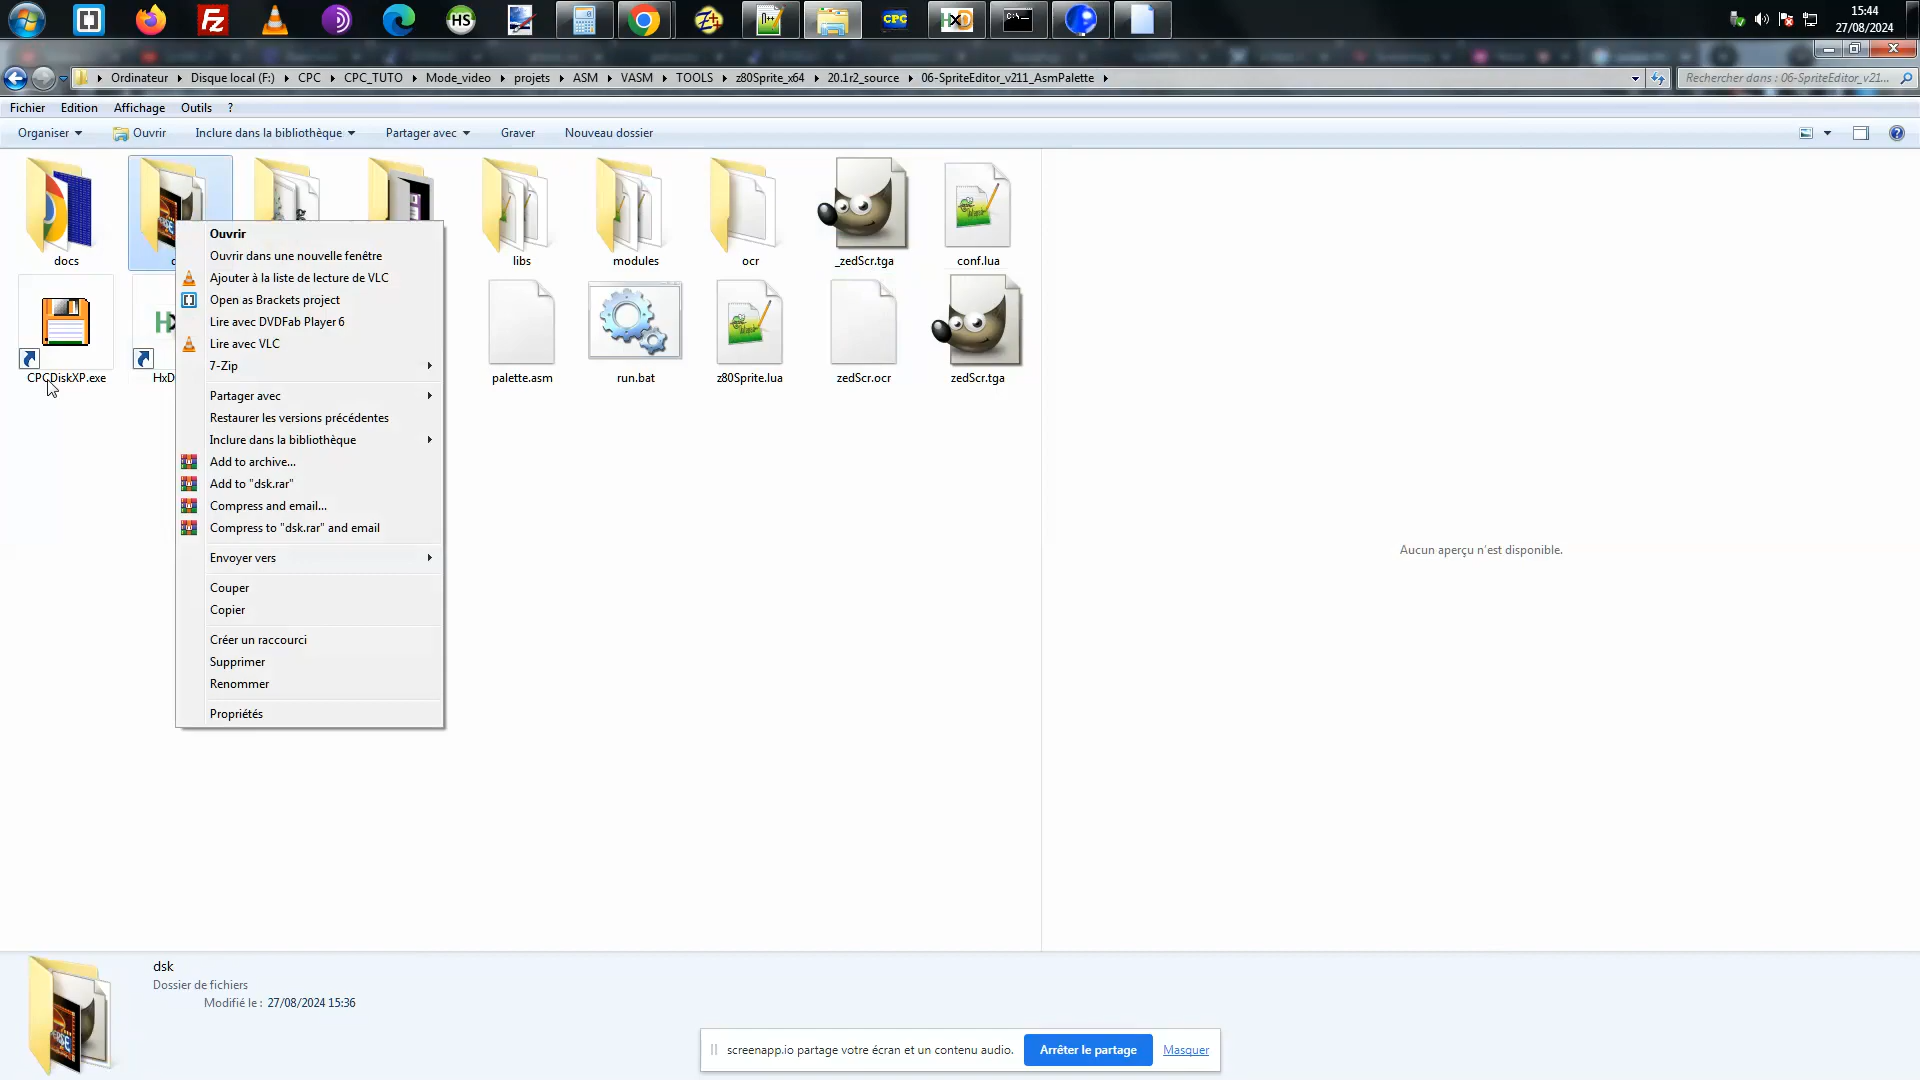 HS
CPC
HXD
C:\_
15:44
27/08/2024
Ordinateur
Disque local (F:)
CPC
CPC_TUTO
Mode_video
projets
ASM
VASM
TOOLS
z80Sprite_x64
20.1r2_source
06-SpriteEditor_v211_AsmPalette
Rechercher dans : 06-SpriteEditor_v21...
Fichier
Edition
Affichage
Outils
?
Organiser
Ouvrir
Inclure dans la bibliothèque
Partager avec
Graver
Nouveau dossier
docs
libs
modules
ocr
_zedScr.tga
conf.lua
CPCDiskXP.exe
HxD
palette.asm
run.bat
z80Sprite.lua
zedScr.ocr
zedScr.tga
Ouvrir
Ouvrir dans une nouvelle fenêtre
Ajouter à la liste de lecture de VLC
Open as Brackets project
Lire avec DVDFab Player 6
Lire avec VLC
7-Zip
Partager avec
Restaurer les versions précédentes
Inclure dans la bibliothèque
Add to archive...
Add to "dsk.rar"
Compress and email...
Compress to "dsk.rar" and email
Envoyer vers
Couper
Copier
Créer un raccourci
Supprimer
Renommer
Propriétés
Aucun aperçu n'est disponible.
dsk
Dossier de fichiers
Modifié le : 27/08/2024 15:36
screenapp.io partage votre écran et un contenu audio.
Arrêter le partage
Masquer